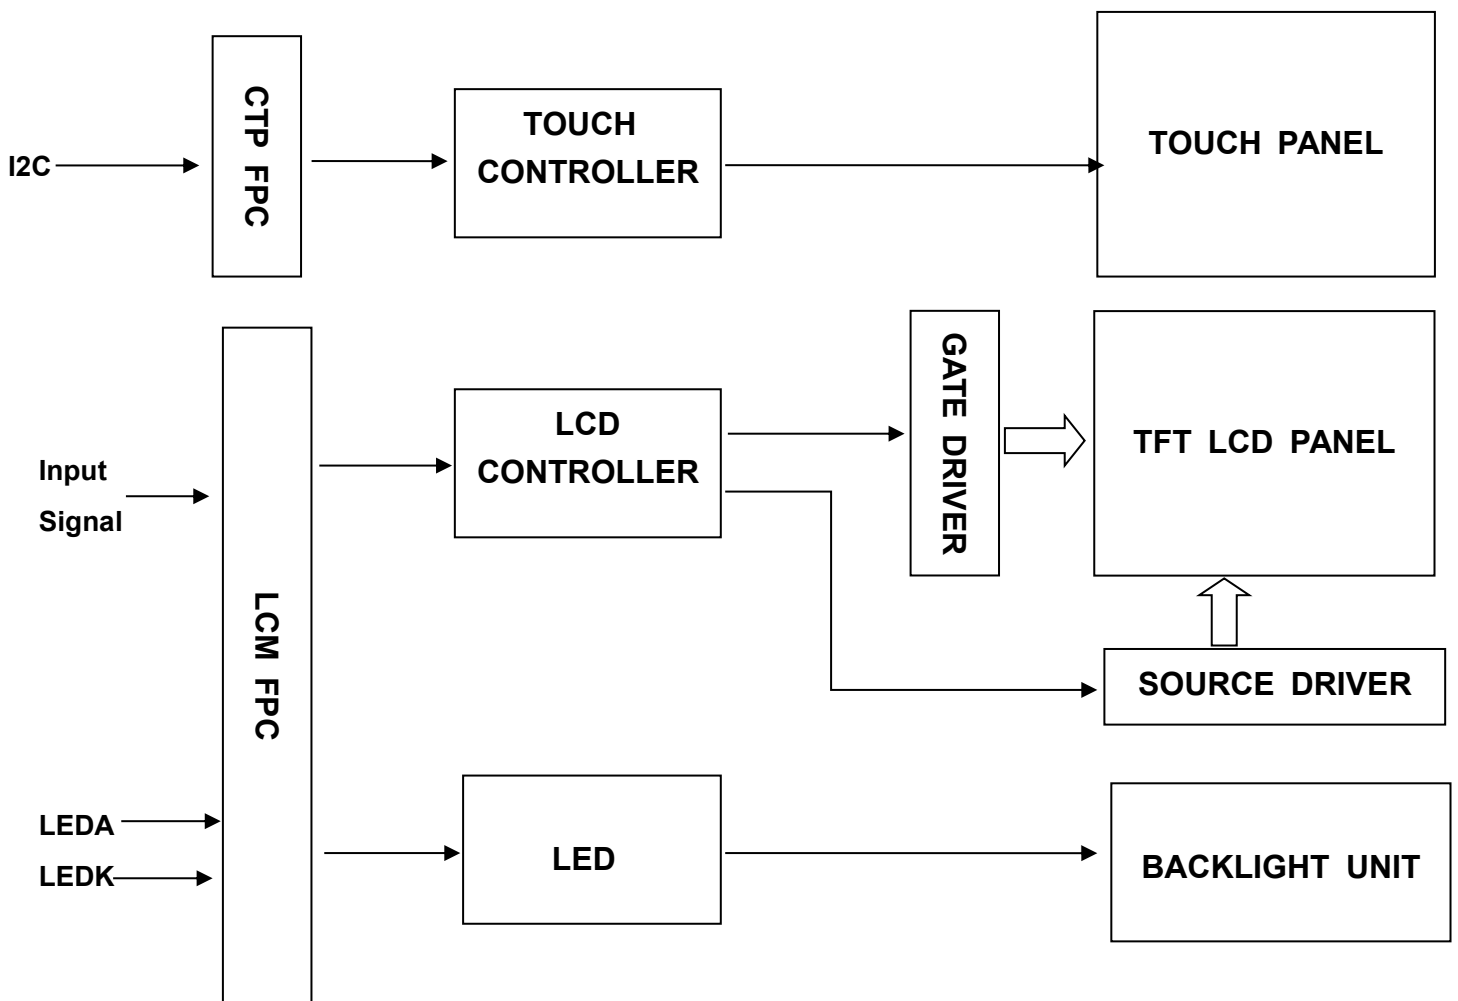 I2C
CTP FPC
TOUCH
CONTROLLER
TOUCH PANEL
Input
Signal
LCM FPC
LCD
CONTROLLER
GATE DRIVER
TFT LCD PANEL
SOURCE DRIVER
LEDA
LEDK
LED
BACKLIGHT UNIT